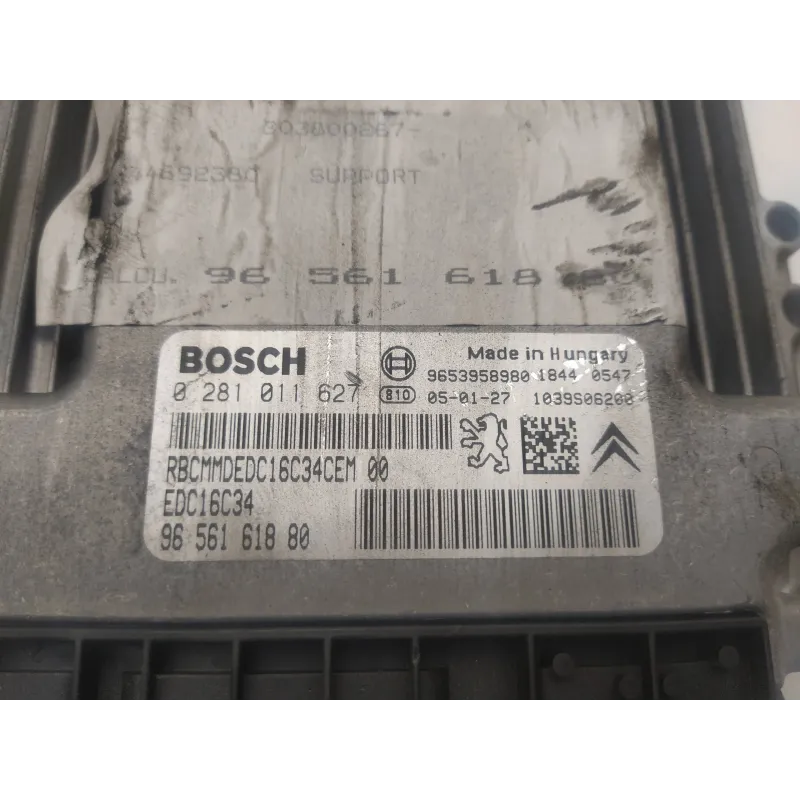 SUPPORT
96 561 618
BOSCH
Made in Hungary
0 281 011 627
9653958980 1844 0547
810 05-01-27 1039S06200
RBCMMDEDC16C34CEM 00
EDC16C34
96 561 618 80